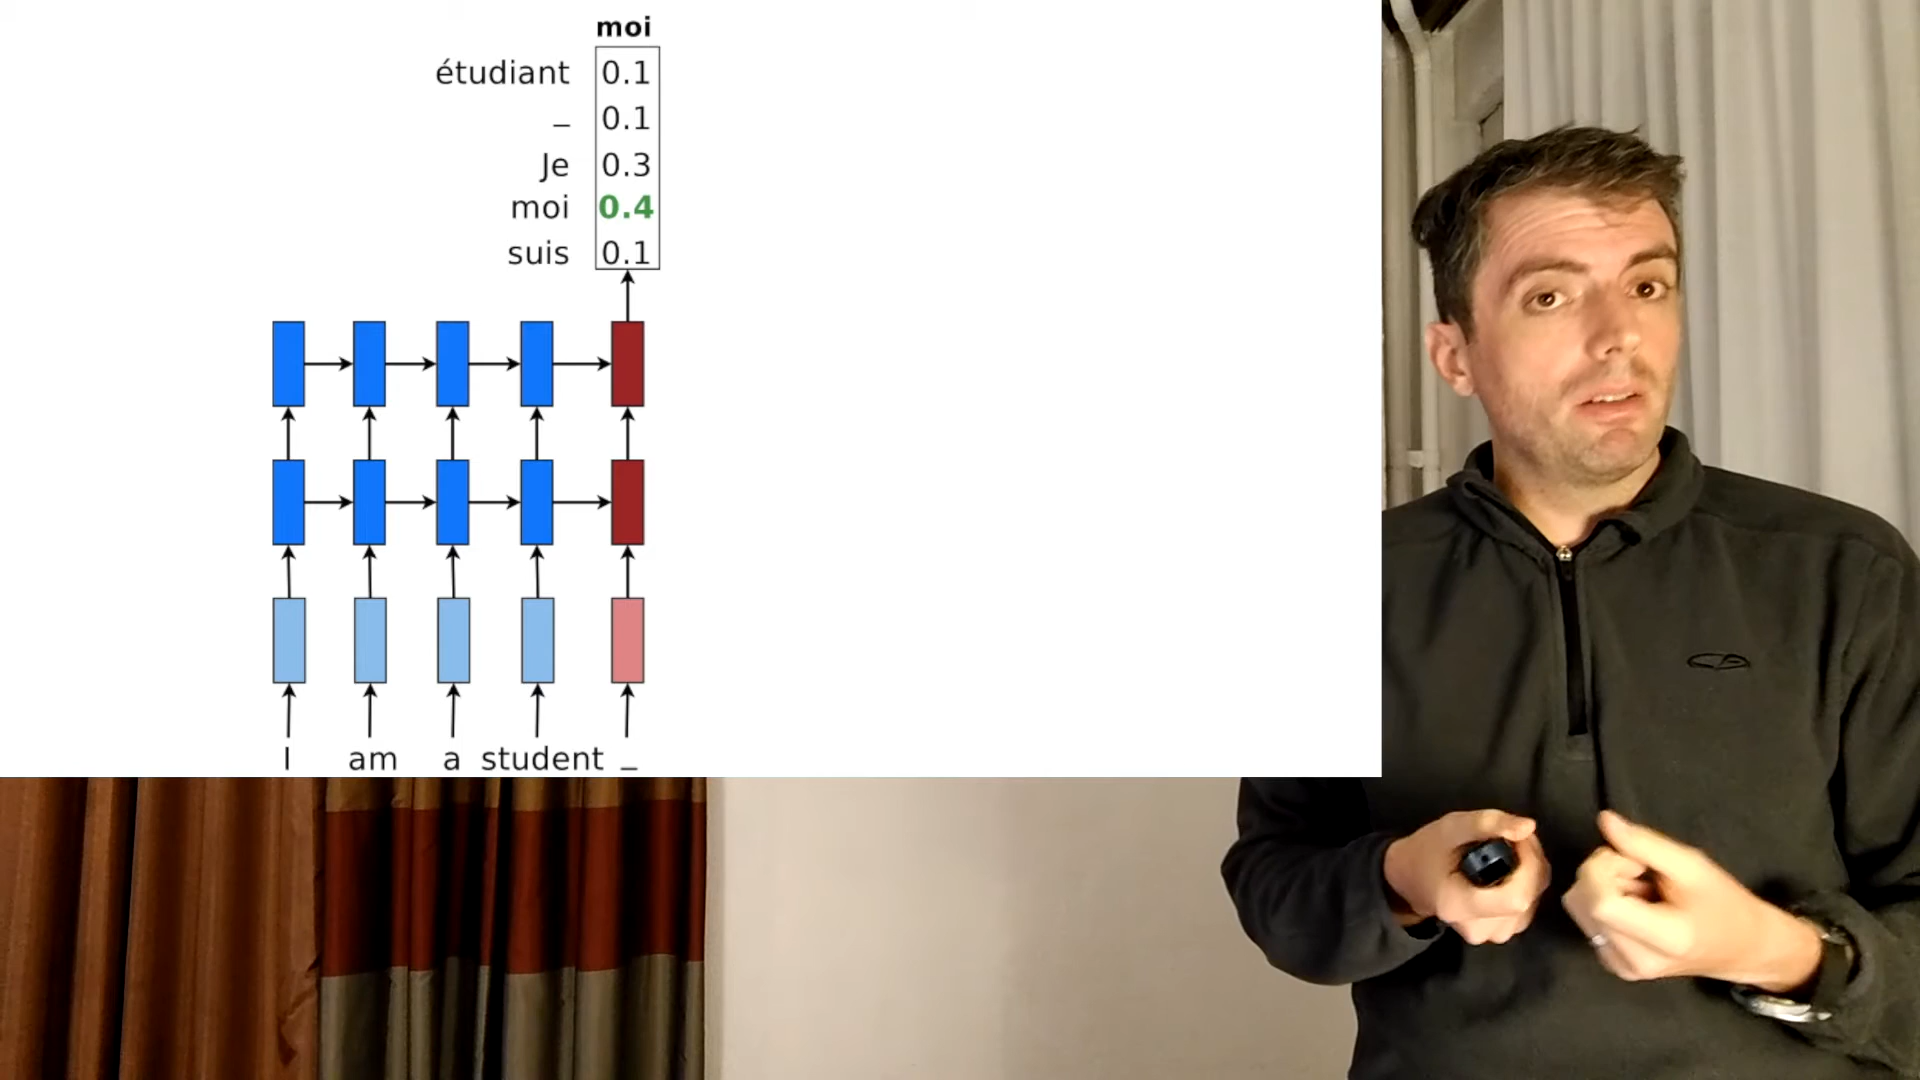 moi
étudiant 0.1
_ 0.1
Je 0.3
moi 0.4
suis 0.1
I am a student _